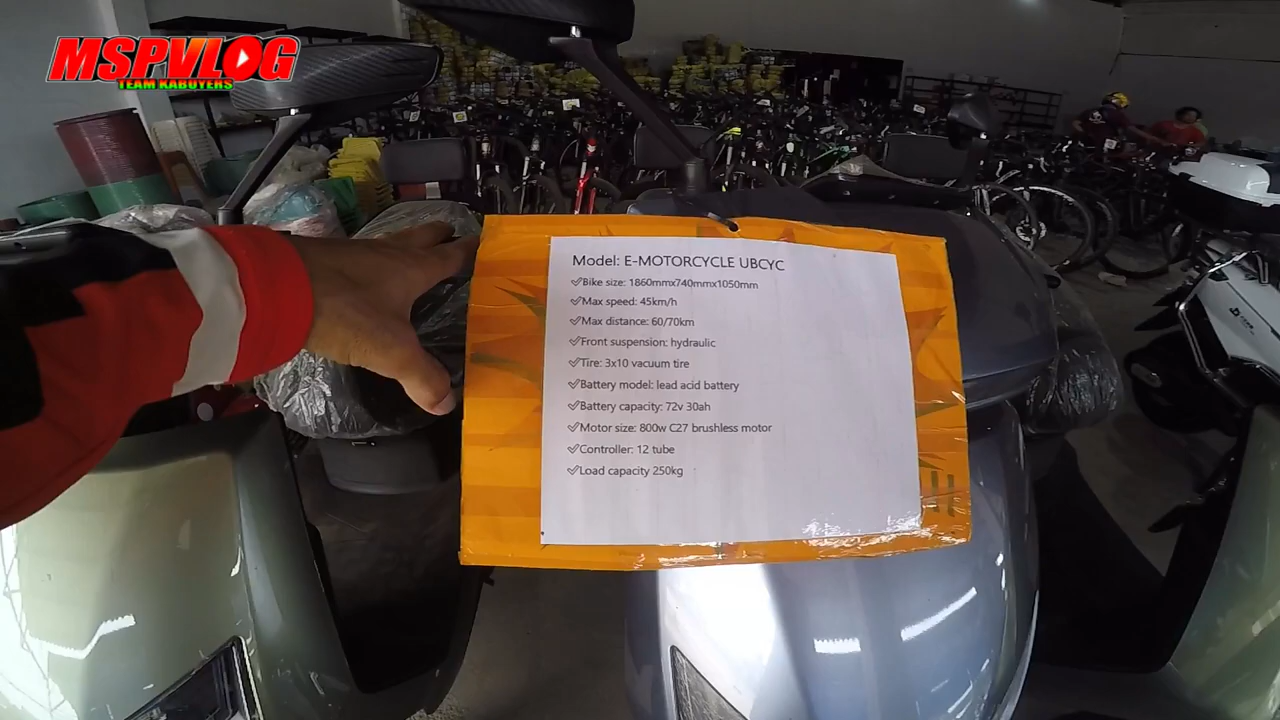 MSPVLOG
TEAM KABUYERS
Model: E-MOTORCYCLE UBCYC
✓Bike size: 1860mmx740mmx1050mm
✓Max speed: 45km/h
✓Max distance: 60/70km
✓Front suspension: hydraulic
✓Tire: 3x10 vacuum tire
✓Battery model: lead acid battery
✓Battery capacity: 72v 30ah
✓Motor size: 800w C27 brushless motor
✓Controller: 12 tube
✓Load capacity 250kg